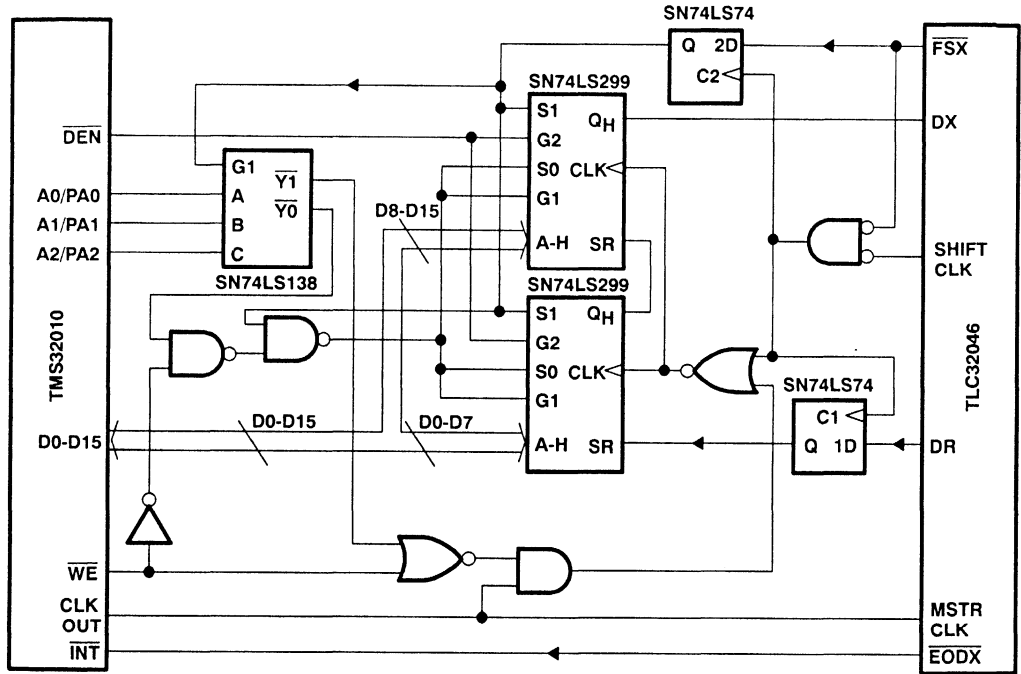 SN74LS74
Q 2D
C2
FSX
SN74LS299
S1
QH
G2
S0 CLK
G1
A-H SR
DX
DEN
G1
A Y1
B Y0
C
SN74LS138
A0/PA0
A1/PA1
A2/PA2
D8-D15
SHIFT
CLK
SN74LS299
S1
QH
G2
S0 CLK
G1
A-H SR
TMS32010
TLC32046
SN74LS74
C1
Q 1D
DR
D0-D15
D0-D15
D0-D7
WE
CLK
OUT
MSTR
CLK
INT
EODX